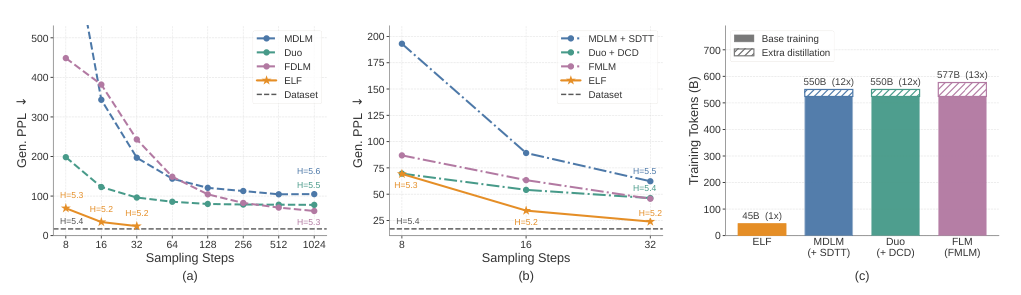 500
400
300
200
100
0
8
16
32
64
128
256
512
1024
Gen. PPL ↓
Sampling Steps
MDLM
Duo
FDLM
ELF
Dataset
H=5.6
H=5.5
H=5.3
H=5.3
H=5.2
H=5.2
H=5.4
(a)
200
175
150
125
100
75
50
25
8
16
32
Gen. PPL ↓
Sampling Steps
MDLM + SDTT
Duo + DCD
FMLM
ELF
Dataset
H=5.5
H=5.4
H=5.3
H=5.2
H=5.2
H=5.4
(b)
700
600
500
400
300
200
100
0
Training Tokens (B)
Base training
Extra distillation
45B (1x)
550B (12x)
550B (12x)
577B (13x)
ELF
MDLM
(+ SDTT)
Duo
(+ DCD)
FLM
(FMLM)
(c)